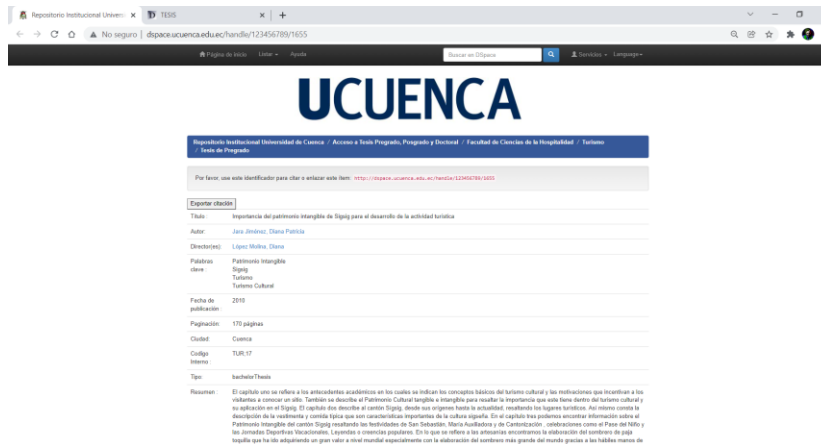 Repositorio Institucional Univers
TESIS
No seguro | dspace.ucuenca.edu.ec/handle/123456789/1655
Página de inicio Listar Ayuda Buscar en DSpace Servicios Language
UCUENCA
Repositorio Institucional Universidad de Cuenca / Acceso a Tesis Pregrado, Posgrado y Doctoral / Facultad de Ciencias de la Hospitalidad / Turismo
/ Tesis de Pregrado
Por favor, use este identificador para citar o enlazar este ítem: http://dspace.ucuenca.edu.ec/handle/123456789/1655
Exportar citación
Título : Importancia del patrimonio intangible de Sigsig para el desarrollo de la actividad turística
Autor: Jara Jiménez, Diana Patricia
Director(es): López Molina, Diana
Palabras clave : Patrimonio Intangible
Sigsig
Turismo
Turismo Cultural
Fecha de publicación : 2010
Paginación: 170 páginas
Ciudad: Cuenca
Codigo Interno : TUR;17
Tipo: bachelorThesis
Resumen : El capítulo uno se refiere a los antecedentes académicos en los cuales se indican los conceptos básicos del turismo cultural y las motivaciones que incentivan a los
visitantes a conocer un sitio. También se describe el Patrimonio Cultural tangible e intangible para resaltar la importancia que este tiene dentro del turismo cultural y
su aplicación en el Sigsig. El capítulo dos describe al cantón Sigsig, desde sus orígenes hasta la actualidad, resaltando los lugares turísticos. Así mismo consta la
descripción de la vestimenta y comida típica que son características importantes de la cultura sigseña. En el capítulo tres podemos encontrar información sobre el
Patrimonio Intangible del cantón Sigsig resaltando las festividades de San Sebastián, María Auxiliadora y de Cantonización , celebraciones como el Pase del Niño y
las Jornadas Deportivas Vacacionales, Leyendas o creencias populares. En lo que se refiere a las artesanías encontramos la elaboración del sombrero de paja
toquilla que ha ido adquiriendo un gran valor a nivel mundial especialmente con la elaboración del sombrero más grande del mundo gracias a las hábiles manos de